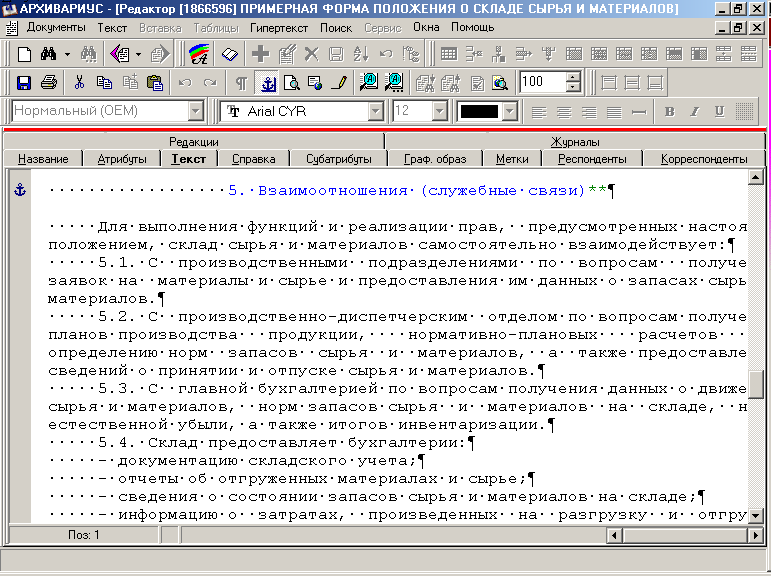 АРХИВАРИУС - [Редактор [1866596] ПРИМЕРНАЯ ФОРМА ПОЛОЖЕНИЯ О СКЛАДЕ СЫРЬЯ И МАТЕРИАЛОВ]
Документы Текст Вставка Таблицы Гипертекст Поиск Сервис Окна Помощь
100
Нормальный (OEM) Arial CYR 12 B I U
Редакции Журналы
Название Атрибуты Текст Справка Субатрибуты Граф. образ Метки Респонденты Корреспонденты
5. Взаимоотношения (служебные связи)**¶
Для выполнения функций и реализации прав, предусмотренных настоя
положением, склад сырья и материалов самостоятельно взаимодействует:¶
5.1. С производственными подразделениями по вопросам получе
заявок на материалы и сырье и предоставления им данных о запасах сырь
материалов.¶
5.2. С производственно-диспетчерским отделом по вопросам получе
планов производства продукции, нормативно-плановых расчетов
определению норм запасов сырья и материалов, а также предоставле
сведений о принятии и отпуске сырья и материалов.¶
5.3. С главной бухгалтерией по вопросам получения данных о движе
сырья и материалов, норм запасов сырья и материалов на складе, н
естественной убыли, а также итогов инвентаризации.¶
5.4. Склад предоставляет бухгалтерии:¶
- документацию складского учета;¶
- отчеты об отгруженных материалах и сырье;¶
- сведения о состоянии запасов сырья и материалов на складе;¶
- информацию о затратах, произведенных на разгрузку и отгру
Поз: 1